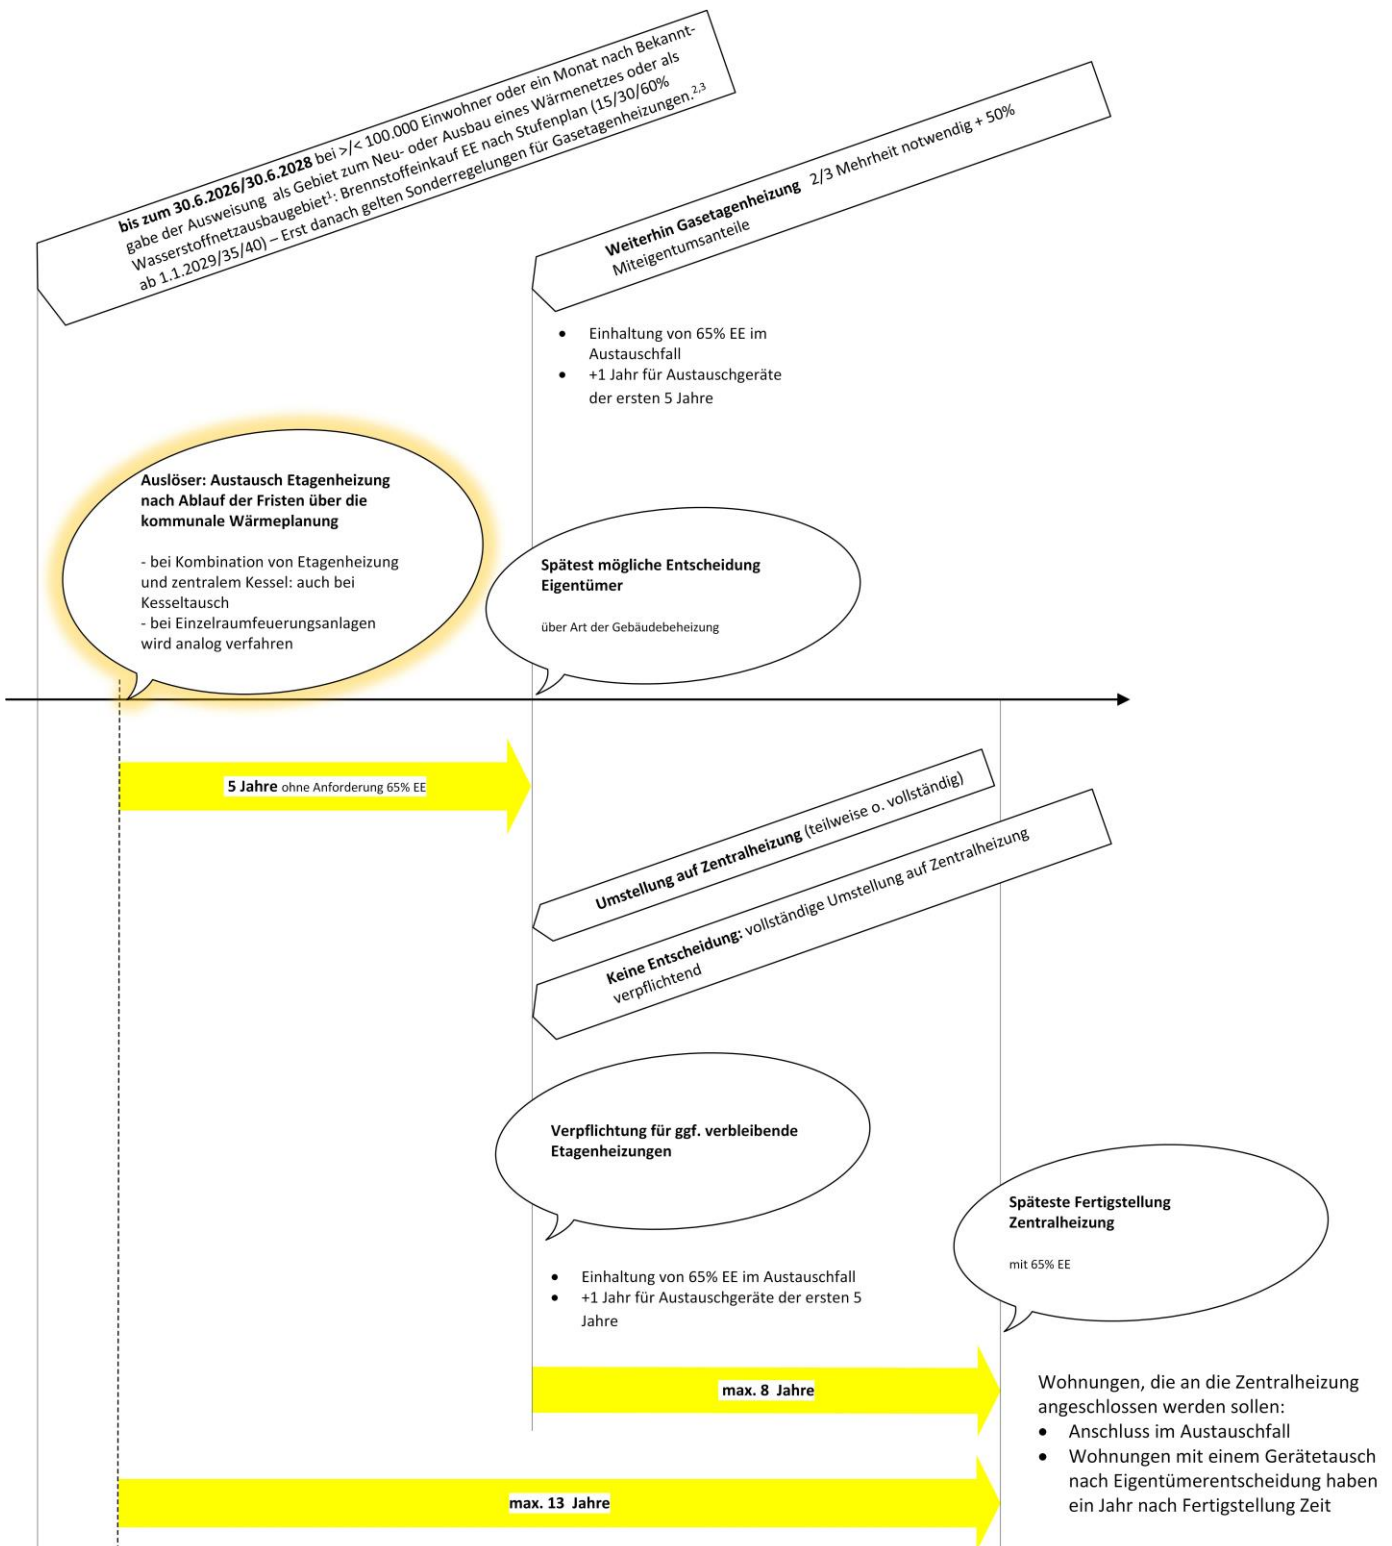 bis zum 30.6.2026/30.6.2028 bei >/< 100.000 Einwohner oder ein Monat nach Bekannt-
gabe der Ausweisung als Gebiet zum Neu- oder Ausbau eines Wärmenetzes oder als
Wasserstoffnetzausbaugebiet¹: Brennstoffeinkauf EE nach Stufenplan (15/30/60%
ab 1.1.2029/35/40) – Erst danach gelten Sonderregelungen für Gasetagenheizungen.²,³
Weiterhin Gasetagenheizung 2/3 Mehrheit notwendig + 50%
Miteigentumsanteile
• Einhaltung von 65% EE im
Austauschfall
• +1 Jahr für Austauschgeräte
der ersten 5 Jahre
Auslöser: Austausch Etagenheizung
nach Ablauf der Fristen über die
kommunale Wärmeplanung
- bei Kombination von Etagenheizung
und zentralem Kessel: auch bei
Kesseltausch
- bei Einzelraumfeuerungsanlagen
wird analog verfahren
Spätest mögliche Entscheidung
Eigentümer
über Art der Gebäudebeheizung
5 Jahre ohne Anforderung 65% EE
Umstellung auf Zentralheizung (teilweise o. vollständig)
Keine Entscheidung: vollständige Umstellung auf Zentralheizung
verpflichtend
Verpflichtung für ggf. verbleibende
Etagenheizungen
• Einhaltung von 65% EE im Austauschfall
• +1 Jahr für Austauschgeräte der ersten 5
Jahre
Späteste Fertigstellung
Zentralheizung
mit 65% EE
max. 8 Jahre
Wohnungen, die an die Zentralheizung
angeschlossen werden sollen:
• Anschluss im Austauschfall
• Wohnungen mit einem Gerätetausch
nach Eigentümerentscheidung haben
ein Jahr nach Fertigstellung Zeit
max. 13 Jahre